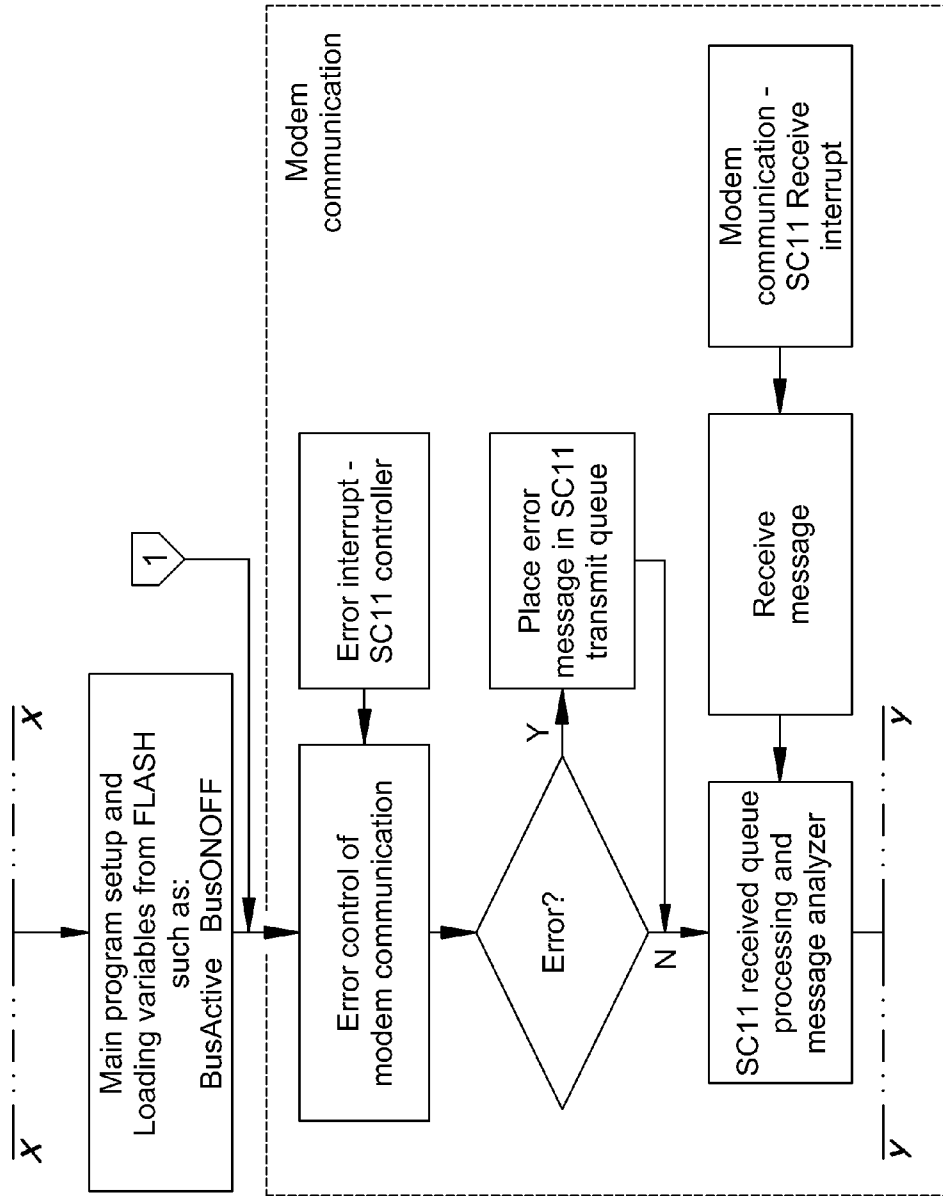 x
x
Main program setup and
Loading variables from FLASH
such as:
BusActive BusONOFF
1
Modem
communication
Error control of
modem communication
Error interrupt -
SC11 controller
Error?
Y
N
Place error
message in SC11
transmit queue
SC11 received queue
processing and
message analyzer
Receive
message
Modem
communication -
SC11 Receive
interrupt
y
y